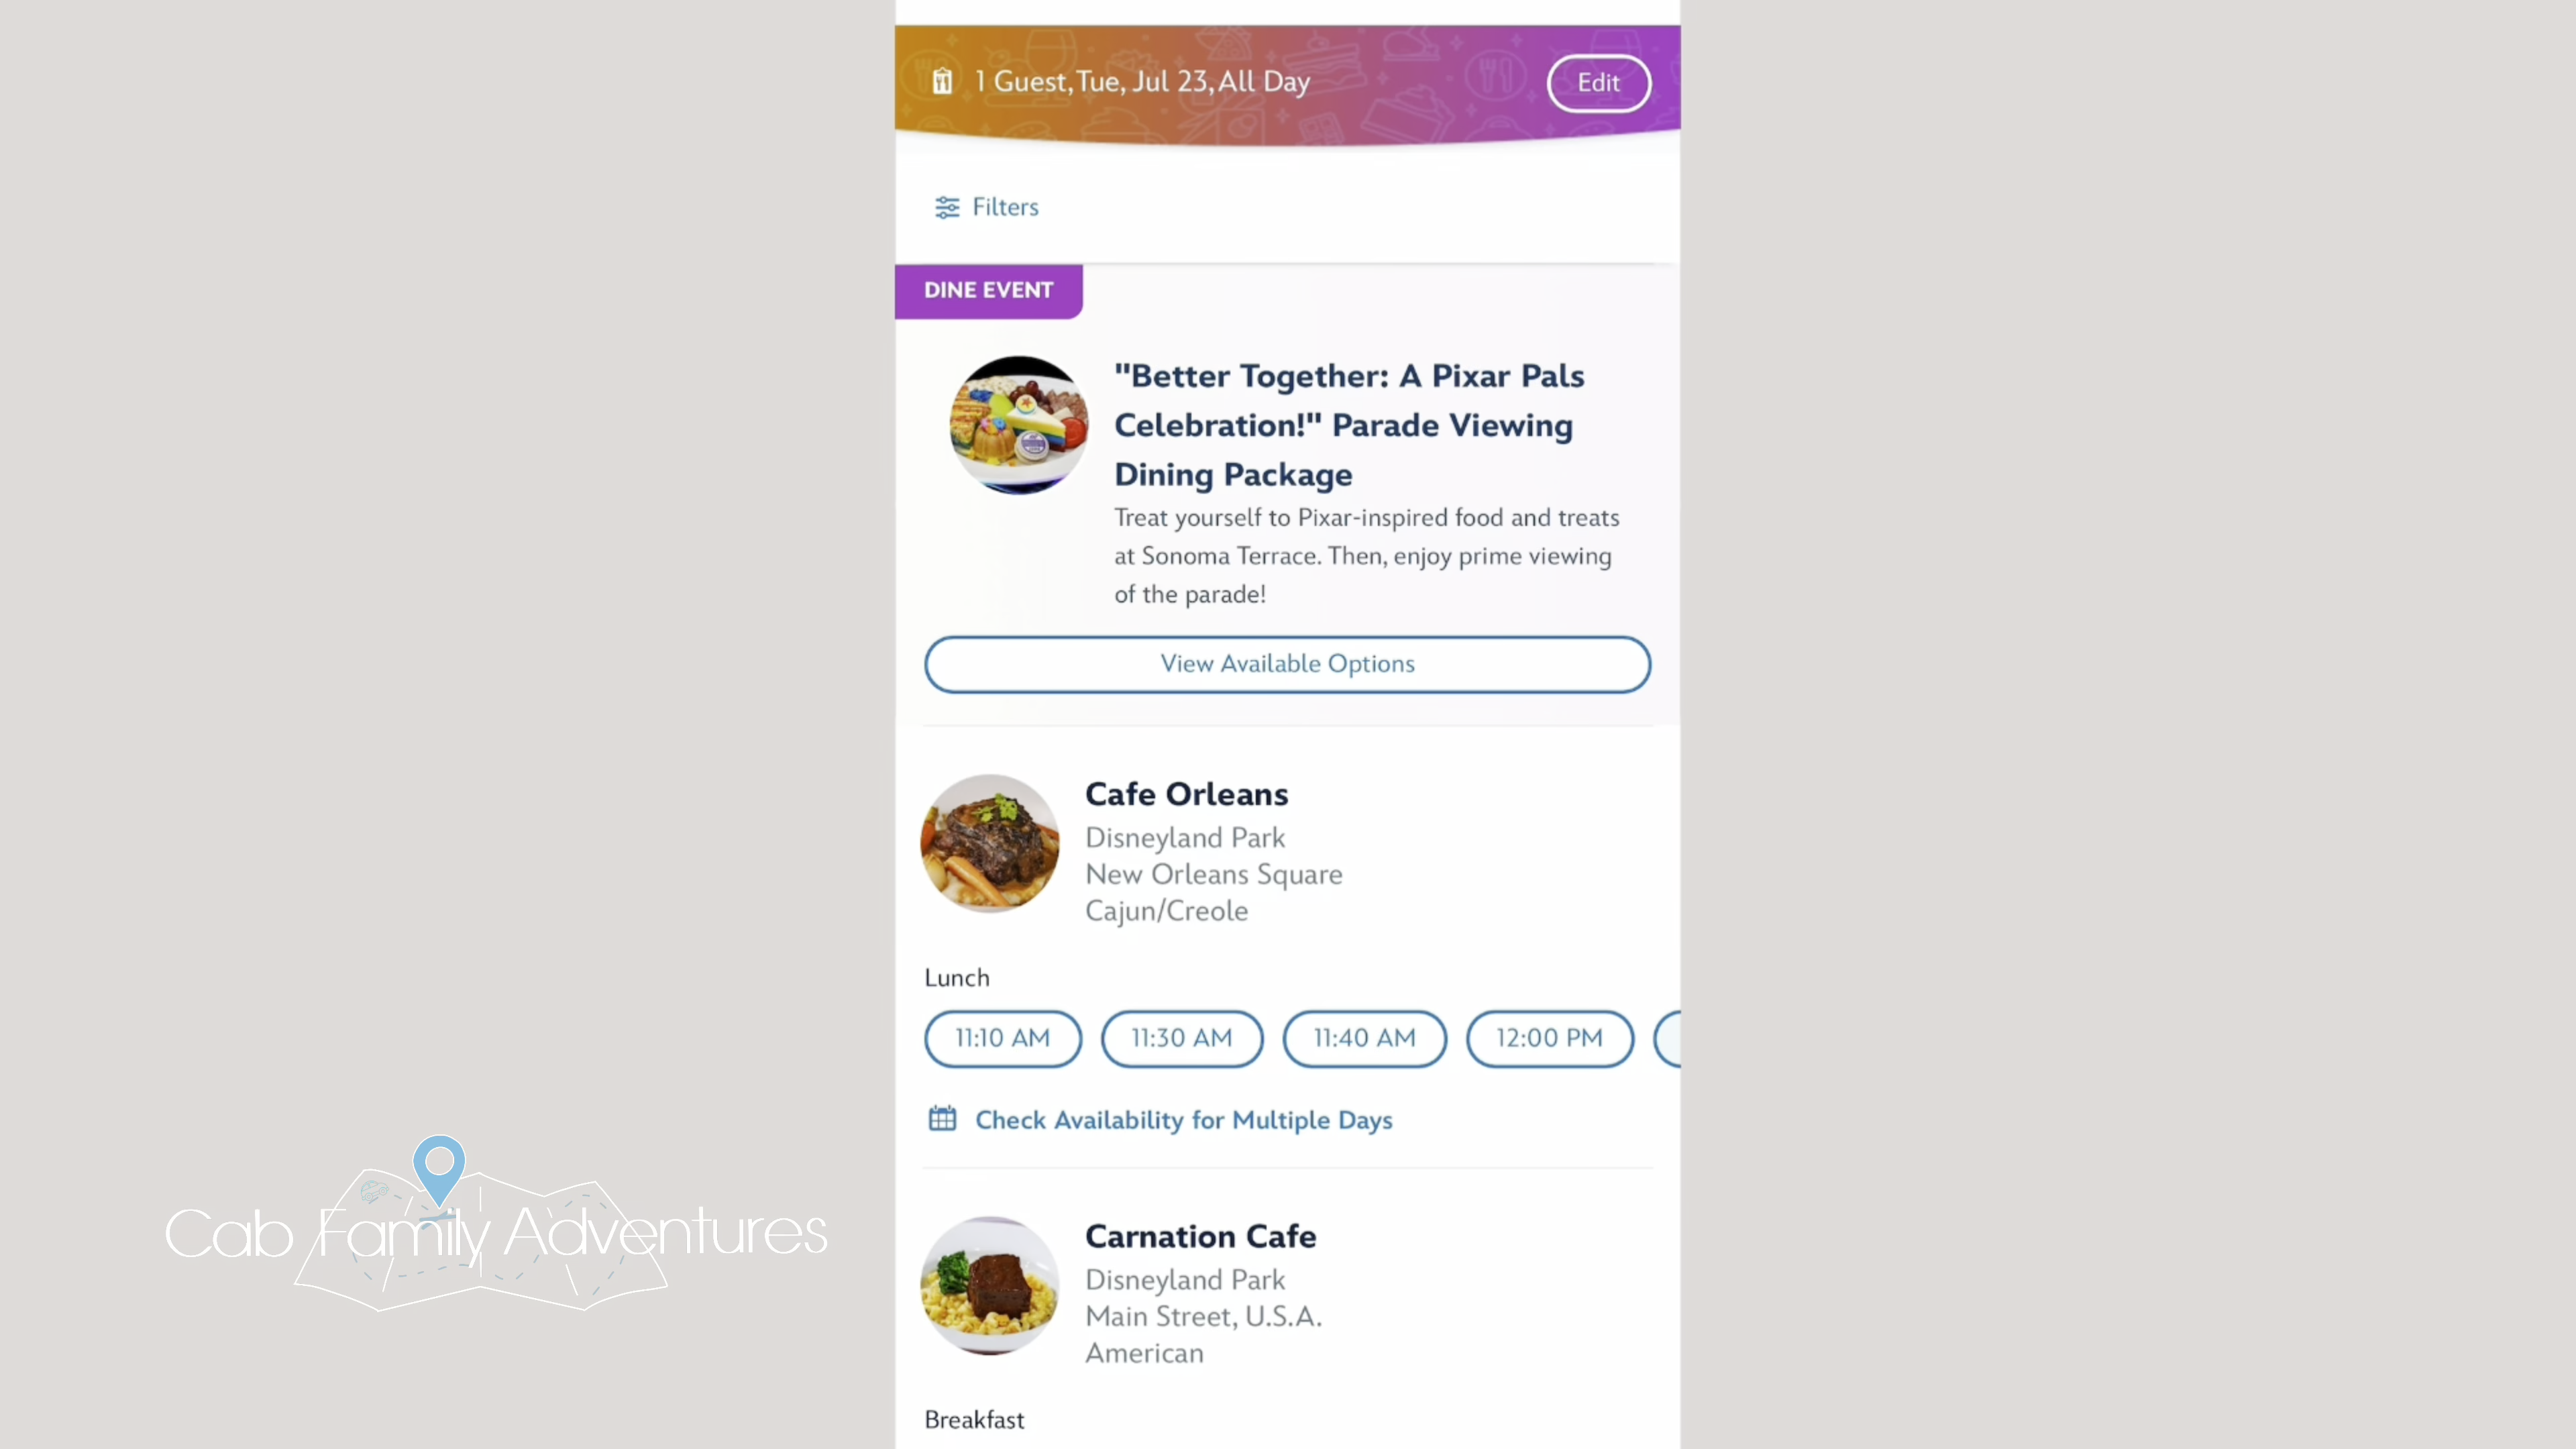 1 Guest, Tue, Jul 23, All Day
Edit
Filters
DINE EVENT
"Better Together: A Pixar Pals
Celebration!" Parade Viewing
Dining Package
Treat yourself to Pixar-inspired food and treats
at Sonoma Terrace. Then, enjoy prime viewing
of the parade!
View Available Options
Cafe Orleans
Disneyland Park
New Orleans Square
Cajun/Creole
Lunch
11:10 AM
11:30 AM
11:40 AM
12:00 PM
Check Availability for Multiple Days
Carnation Cafe
Disneyland Park
Main Street, U.S.A.
American
Breakfast
Cab Family Adventures